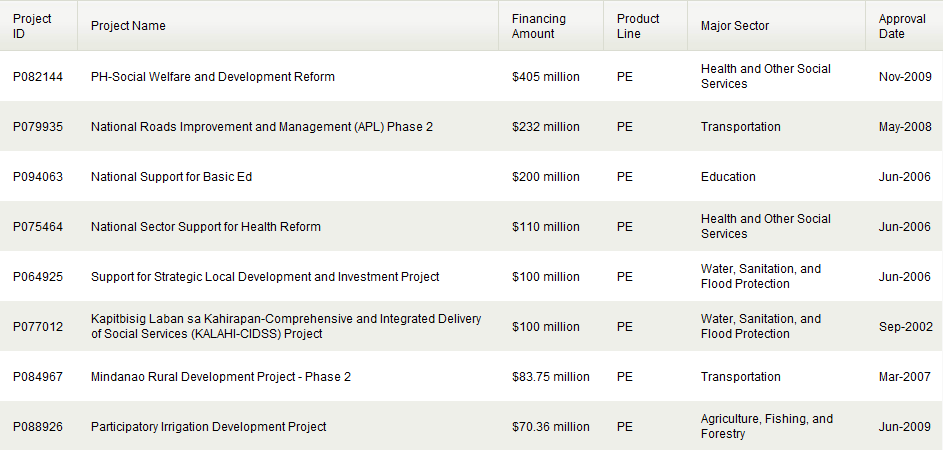 Project ID Project Name Financing Amount Product Line Major Sector Approval Date
P082144 PH-Social Welfare and Development Reform $405 million PE Health and Other Social Services Nov-2009
P079935 National Roads Improvement and Management (APL) Phase 2 $232 million PE Transportation May-2008
P094063 National Support for Basic Ed $200 million PE Education Jun-2006
P075464 National Sector Support for Health Reform $110 million PE Health and Other Social Services Jun-2006
P064925 Support for Strategic Local Development and Investment Project $100 million PE Water, Sanitation, and Flood Protection Jun-2006
P077012 Kapitbisig Laban sa Kahirapan-Comprehensive and Integrated Delivery of Social Services (KALAHI-CIDSS) Project $100 million PE Water, Sanitation, and Flood Protection Sep-2002
P084967 Mindanao Rural Development Project - Phase 2 $83.75 million PE Transportation Mar-2007
P088926 Participatory Irrigation Development Project $70.36 million PE Agriculture, Fishing, and Forestry Jun-2009